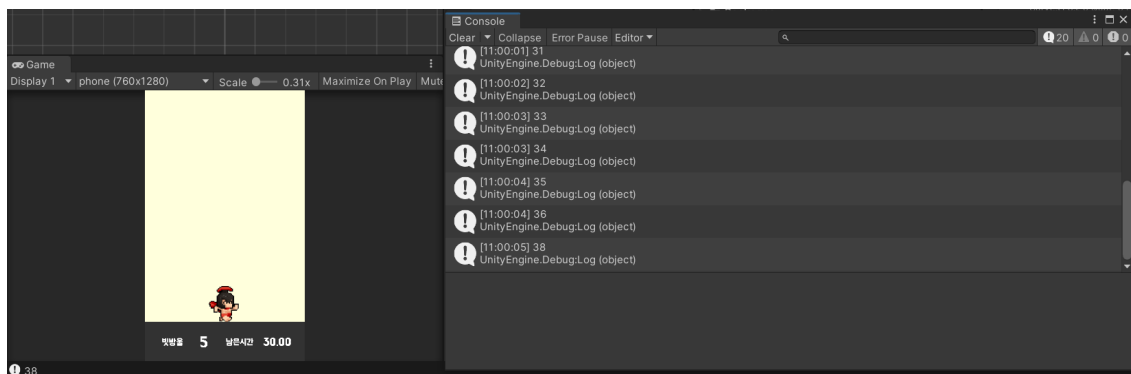 Console
Clear Collapse Error Pause Editor 20 0 0
Game
Display 1 phone (760x1280) Scale 0.31x Maximize On Play Mute
[11:00:01] 31
UnityEngine.Debug:Log (object)
[11:00:02] 32
UnityEngine.Debug:Log (object)
[11:00:03] 33
UnityEngine.Debug:Log (object)
[11:00:03] 34
UnityEngine.Debug:Log (object)
[11:00:04] 35
UnityEngine.Debug:Log (object)
[11:00:04] 36
UnityEngine.Debug:Log (object)
[11:00:05] 38
UnityEngine.Debug:Log (object)
빗방울 5 남은시간 30.00
38